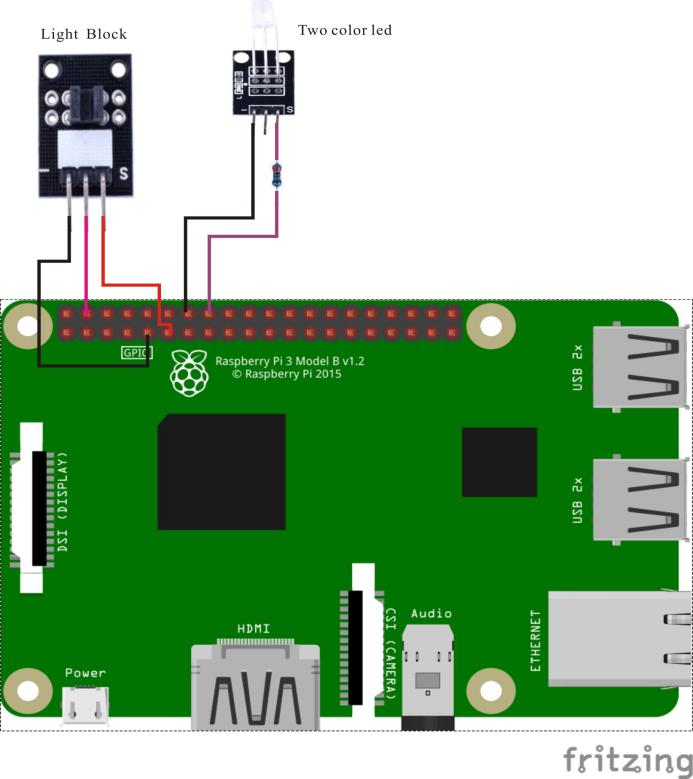 Light Block
Two color led
S
S
GPIO
Raspberry Pi 3 Model B v1.2
© Raspberry Pi 2015
USB 2x
DSI (DISPLAY)
USB 2x
HDMI
CSI (CAMERA)
Audio
ETHERNET
Power
fritzing